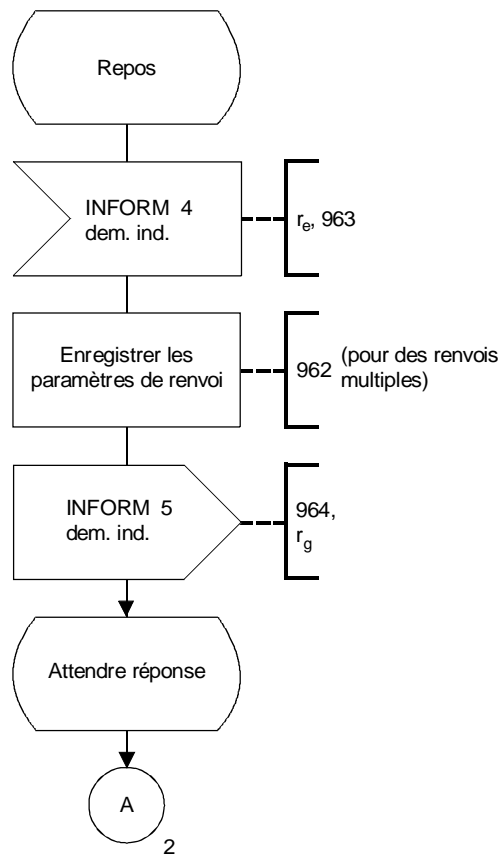 Repos
INFORM 4
dem. ind.
re, 963
Enregistrer les
paramètres de renvoi
962 (pour des renvois
multiples)
INFORM 5
dem. ind.
964,
rg
Attendre réponse
A
2